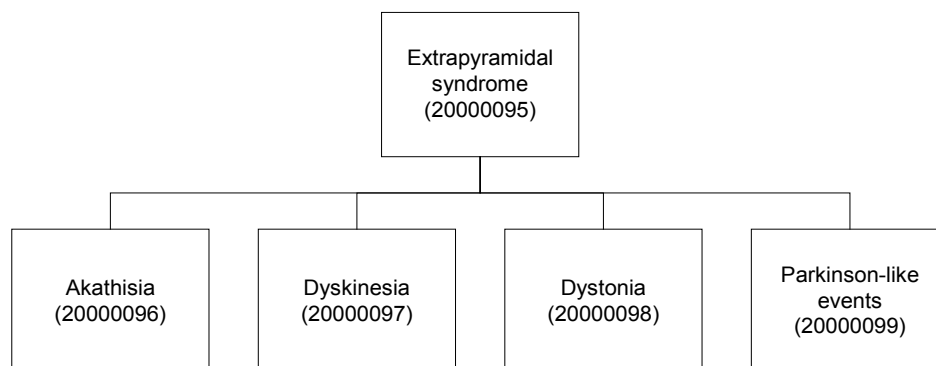 Extrapyramidal
syndrome
(20000095)
Akathisia
(20000096)
Dyskinesia
(20000097)
Dystonia
(20000098)
Parkinson-like
events
(20000099)